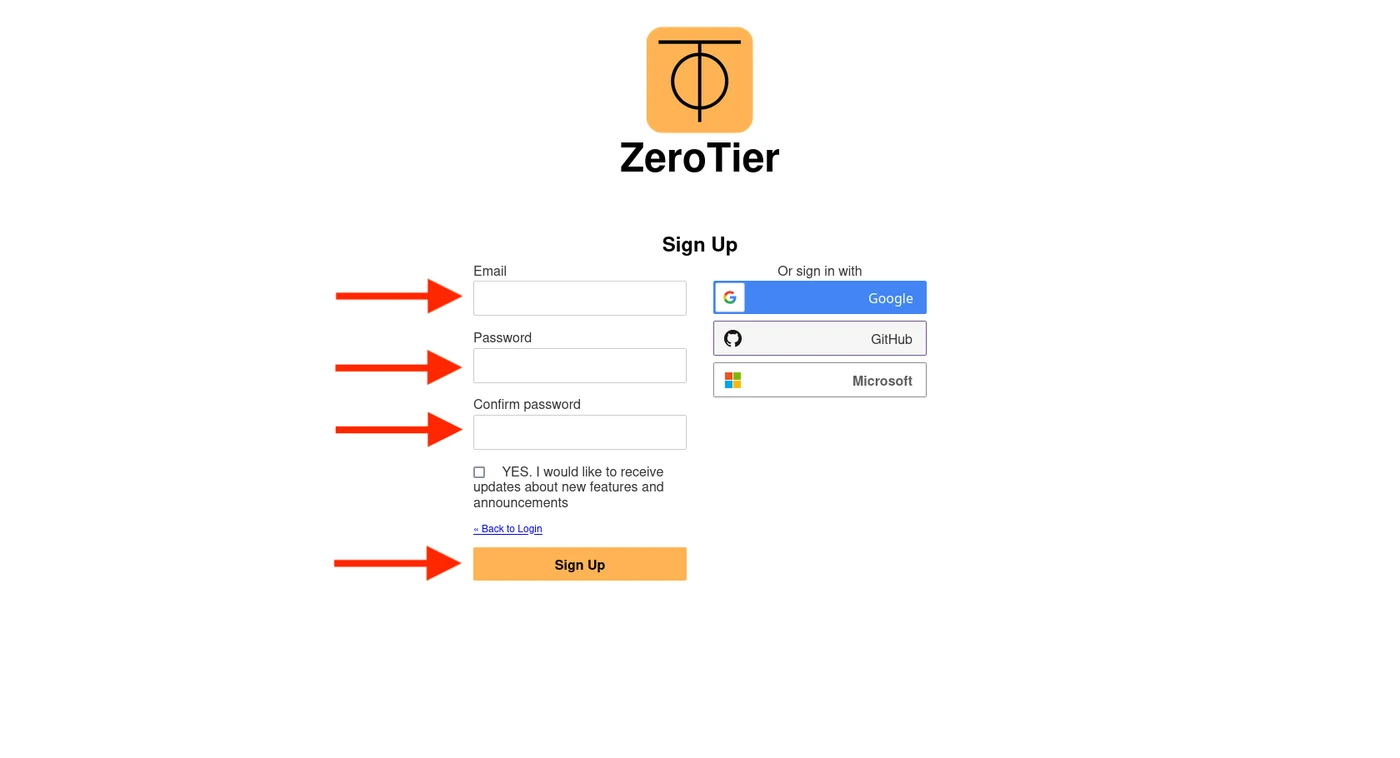 ZeroTier
Sign Up
Email
Password
Confirm password
YES. I would like to receive
updates about new features and
announcements
« Back to Login
Sign Up
Or sign in with
Google
GitHub
Microsoft